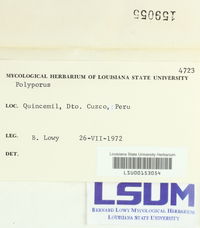 159055
4723
MYCOLOGICAL HERBARIUM OF LOUISIANA STATE UNIVERSITY
Polyporus
LOC. Quincemil, Dto. Cuzco, Peru
LEG. B. Lowy 26-VII-1972
DET.
Louisiana State University Herbarium
LSU00153054
LSUM
BERNARD LOWY MYCOLOGICAL HERBARIUM
LOUISIANA STATE UNIVERSITY